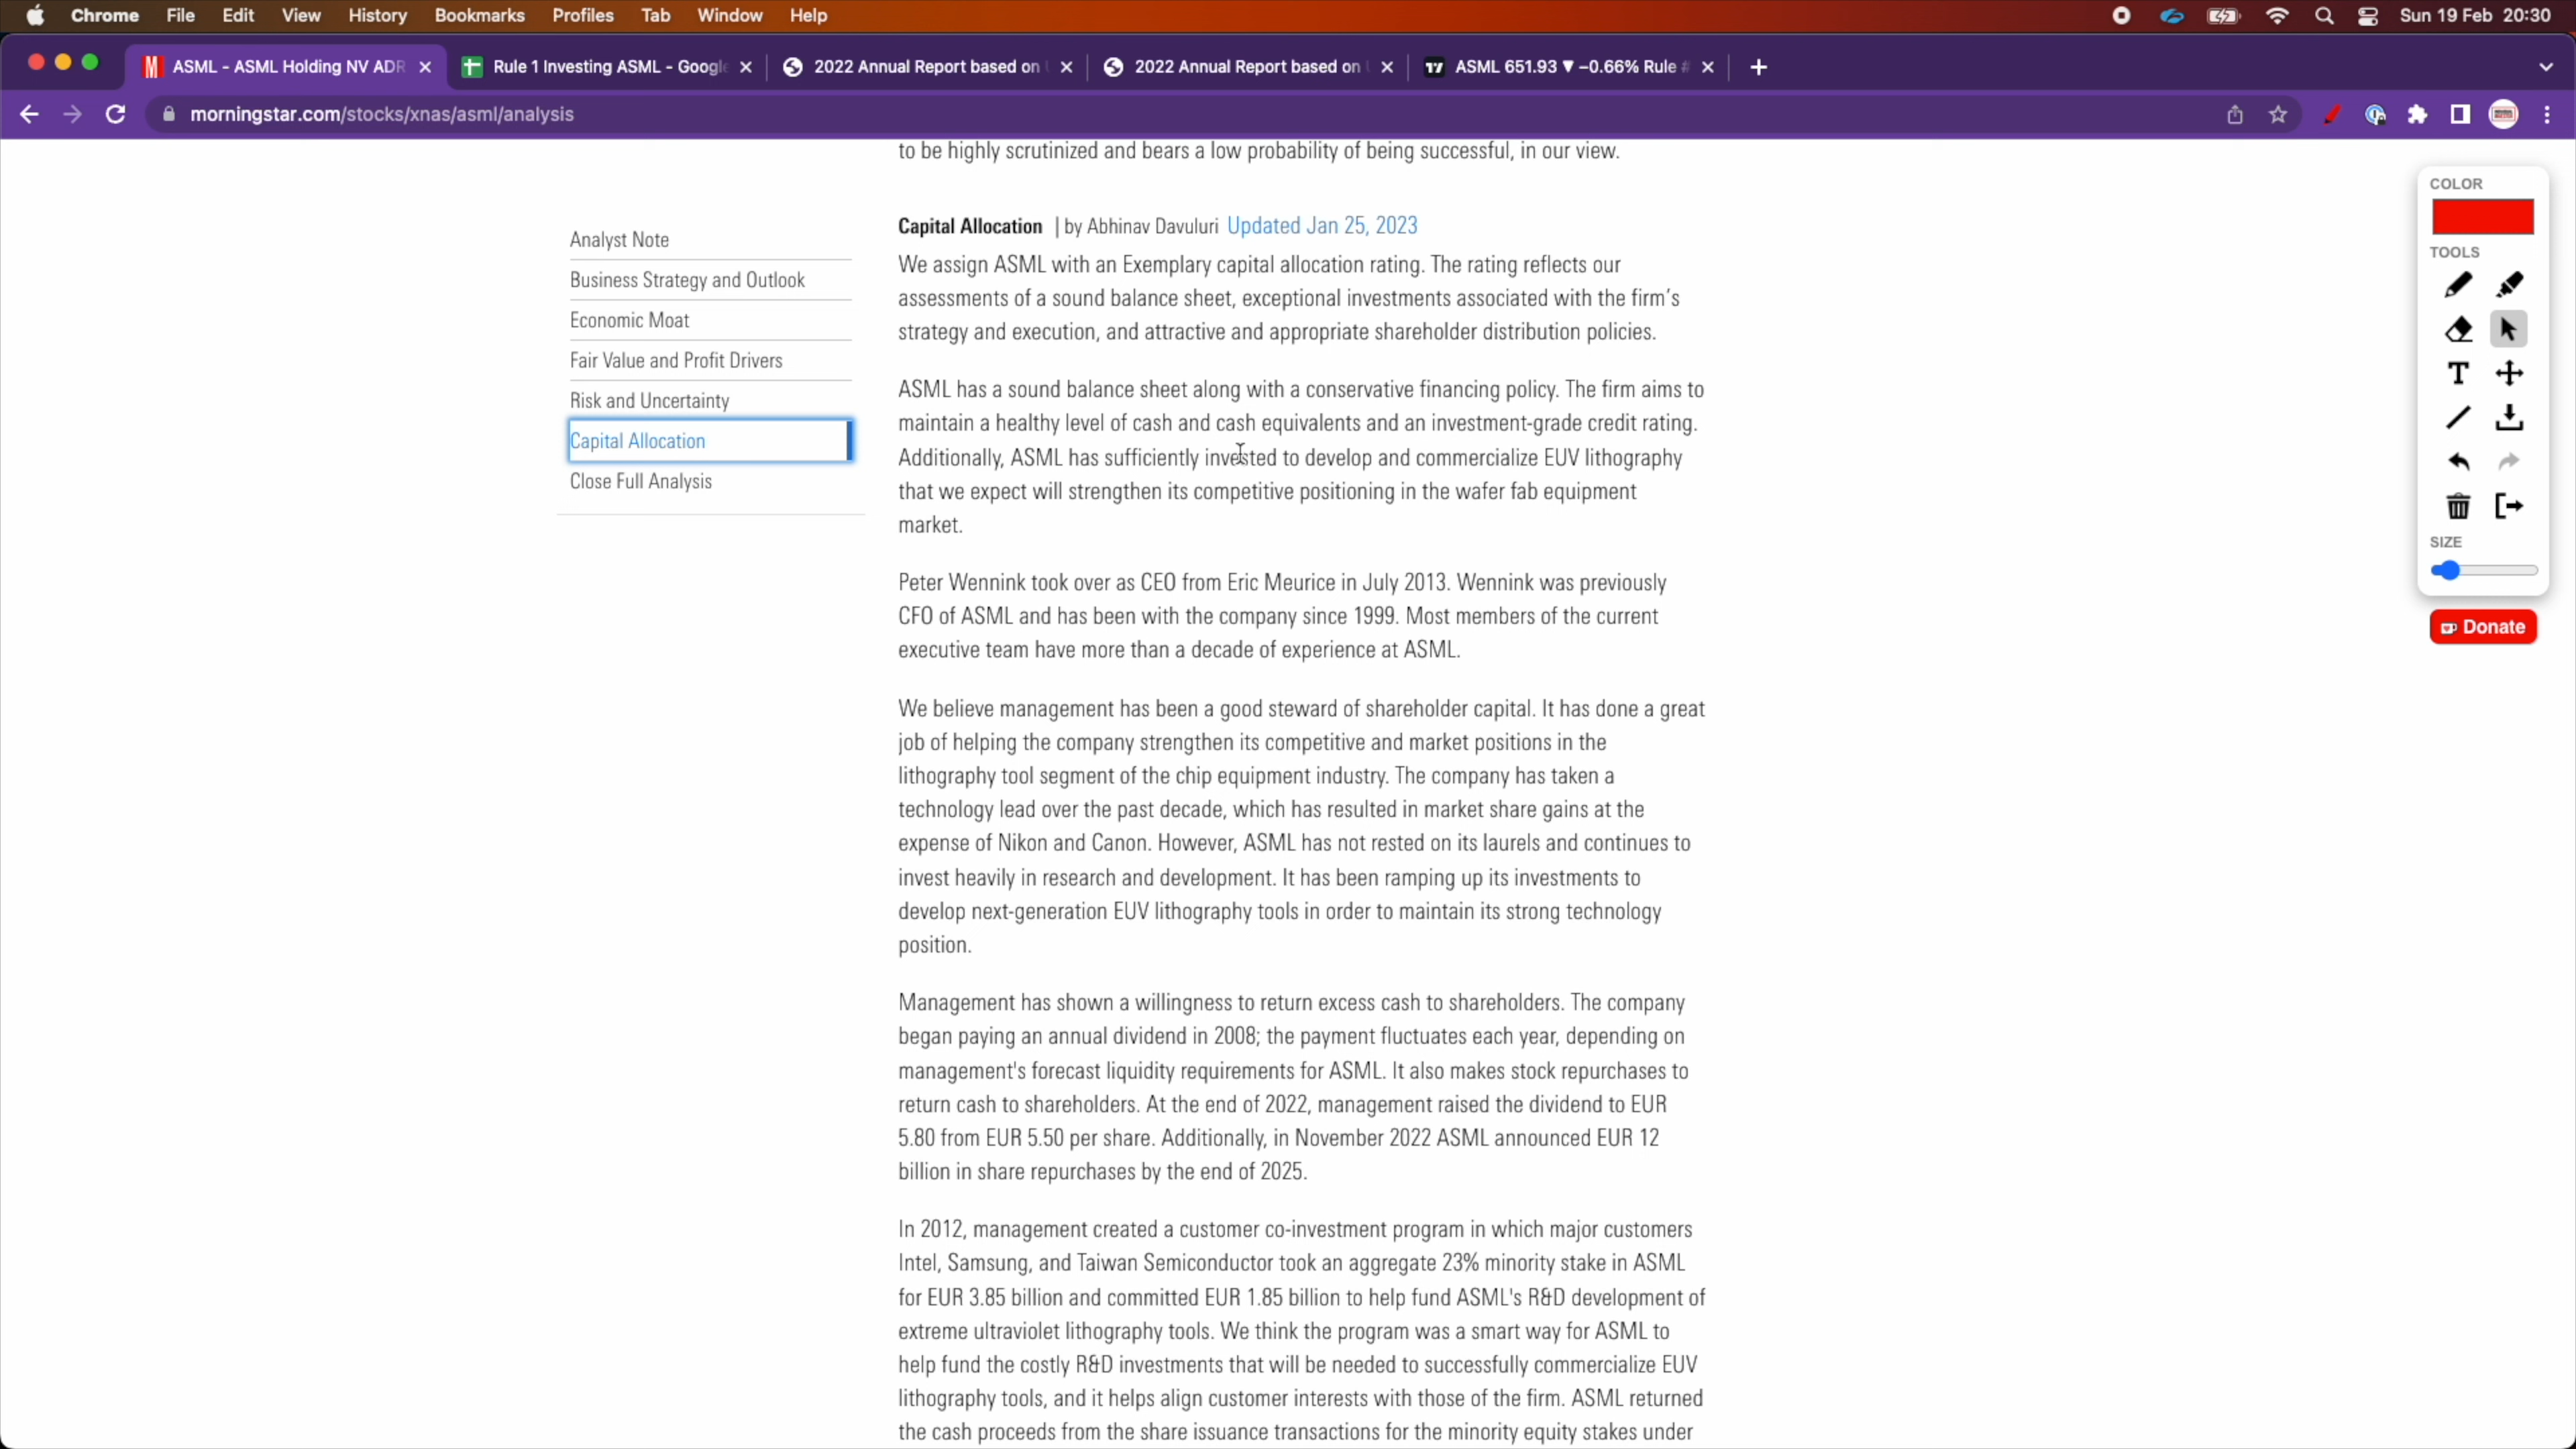 Chrome File Edit View History Bookmarks Profiles Tab Window Help Sun 19 Feb 20:30
ASML - ASML Holding NV ADR Rule 1 Investing ASML - Google 2022 Annual Report based on 2022 Annual Report based on ASML 651.93 ▼ −0.66% Rule #
morningstar.com/stocks/xnas/asml/analysis
to be highly scrutinized and bears a low probability of being successful, in our view.
Analyst Note
Business Strategy and Outlook
Economic Moat
Fair Value and Profit Drivers
Risk and Uncertainty
Capital Allocation
Close Full Analysis
Capital Allocation | by Abhinav Davuluri Updated Jan 25, 2023
We assign ASML with an Exemplary capital allocation rating. The rating reflects our
assessments of a sound balance sheet, exceptional investments associated with the firm's
strategy and execution, and attractive and appropriate shareholder distribution policies.
ASML has a sound balance sheet along with a conservative financing policy. The firm aims to
maintain a healthy level of cash and cash equivalents and an investment-grade credit rating.
Additionally, ASML has sufficiently invested to develop and commercialize EUV lithography
that we expect will strengthen its competitive positioning in the wafer fab equipment
market.
Peter Wennink took over as CEO from Eric Meurice in July 2013. Wennink was previously
CFO of ASML and has been with the company since 1999. Most members of the current
executive team have more than a decade of experience at ASML.
We believe management has been a good steward of shareholder capital. It has done a great
job of helping the company strengthen its competitive and market positions in the
lithography tool segment of the chip equipment industry. The company has taken a
technology lead over the past decade, which has resulted in market share gains at the
expense of Nikon and Canon. However, ASML has not rested on its laurels and continues to
invest heavily in research and development. It has been ramping up its investments to
develop next-generation EUV lithography tools in order to maintain its strong technology
position.
Management has shown a willingness to return excess cash to shareholders. The company
began paying an annual dividend in 2008; the payment fluctuates each year, depending on
management's forecast liquidity requirements for ASML. It also makes stock repurchases to
return cash to shareholders. At the end of 2022, management raised the dividend to EUR
5.80 from EUR 5.50 per share. Additionally, in November 2022 ASML announced EUR 12
billion in share repurchases by the end of 2025.
In 2012, management created a customer co-investment program in which major customers
Intel, Samsung, and Taiwan Semiconductor took an aggregate 23% minority stake in ASML
for EUR 3.85 billion and committed EUR 1.85 billion to help fund ASML's R&D development of
extreme ultraviolet lithography tools. We think the program was a smart way for ASML to
help fund the costly R&D investments that will be needed to successfully commercialize EUV
lithography tools, and it helps align customer interests with those of the firm. ASML returned
the cash proceeds from the share issuance transactions for the minority equity stakes under
COLOR
TOOLS
SIZE
Donate